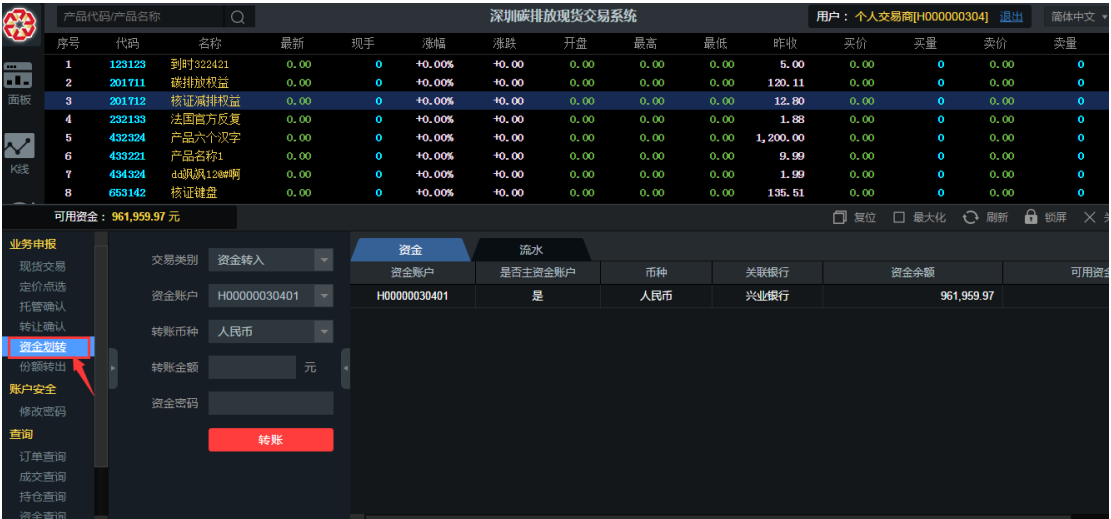 产品代码/产品名称 深圳碳排放现货交易系统 用户： 个人交易商[H000000304] 退出 简体中文
序号 代码 名称 最新 现手 涨幅 涨跌 开盘 最高 最低 昨收 买价 买量 卖价 卖量
1 123123 到时322421 0.00 0 +0.00% +0.00 0.00 0.00 0.00 5.00 0.00 0 0.00 0
2 201711 碳排放权益 0.00 0 +0.00% +0.00 0.00 0.00 0.00 120.11 0.00 0 0.00 0
面板 3 201712 核证减排权益 0.00 0 +0.00% +0.00 0.00 0.00 0.00 12.80 0.00 0 0.00 0
4 232133 法国官方反复 0.00 0 +0.00% +0.00 0.00 0.00 0.00 1.88 0.00 0 0.00 0
5 432324 产品六个汉字 0.00 0 +0.00% +0.00 0.00 0.00 0.00 1,200.00 0.00 0 0.00 0
6 433221 产品名称1 0.00 0 +0.00% +0.00 0.00 0.00 0.00 9.99 0.00 0 0.00 0
K线 7 434324 dd飒飒12@#啊 0.00 0 +0.00% +0.00 0.00 0.00 0.00 1.99 0.00 0 0.00 0
8 653142 核证键盘 0.00 0 +0.00% +0.00 0.00 0.00 0.00 135.51 0.00 0 0.00 0
可用资金： 961,959.97 元 复位 最大化 刷新 锁屏
业务申报
现货交易
定价点选
托管确认
转让确认
资金划转
份额转出
账户安全
修改密码
查询
订单查询
成交查询
持仓查询
资金查询
交易类别 资金转入
资金账户 H00000030401
转账币种 人民币
转账金额 元
资金密码
转账
资金 流水
资金账户 是否主资金账户 币种 关联银行 资金余额 可用资金
H00000030401 是 人民币 兴业银行 961,959.97